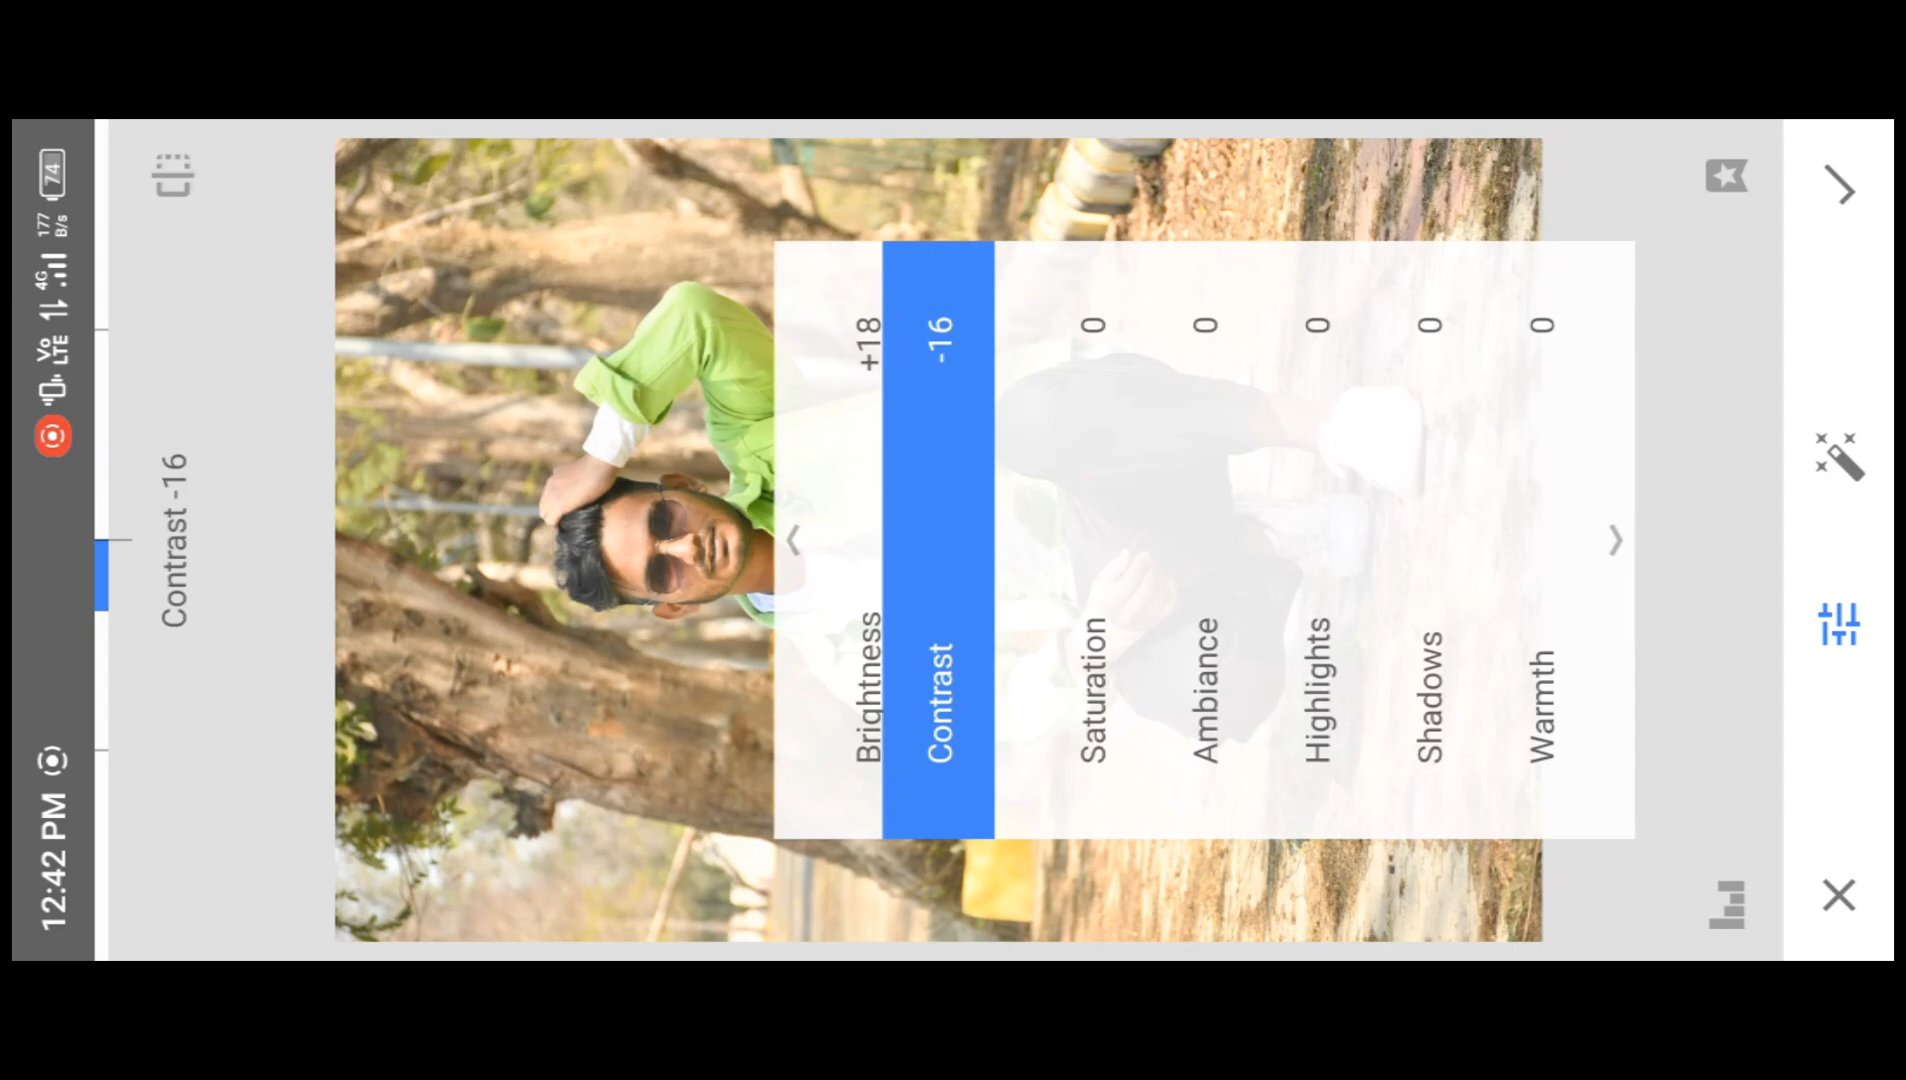 12:42 PM
Vo
LTE
4G
177
B/s
74
Contrast -16
Brightness +18
Contrast -16
Saturation 0
Ambiance 0
Highlights 0
Shadows 0
Warmth 0